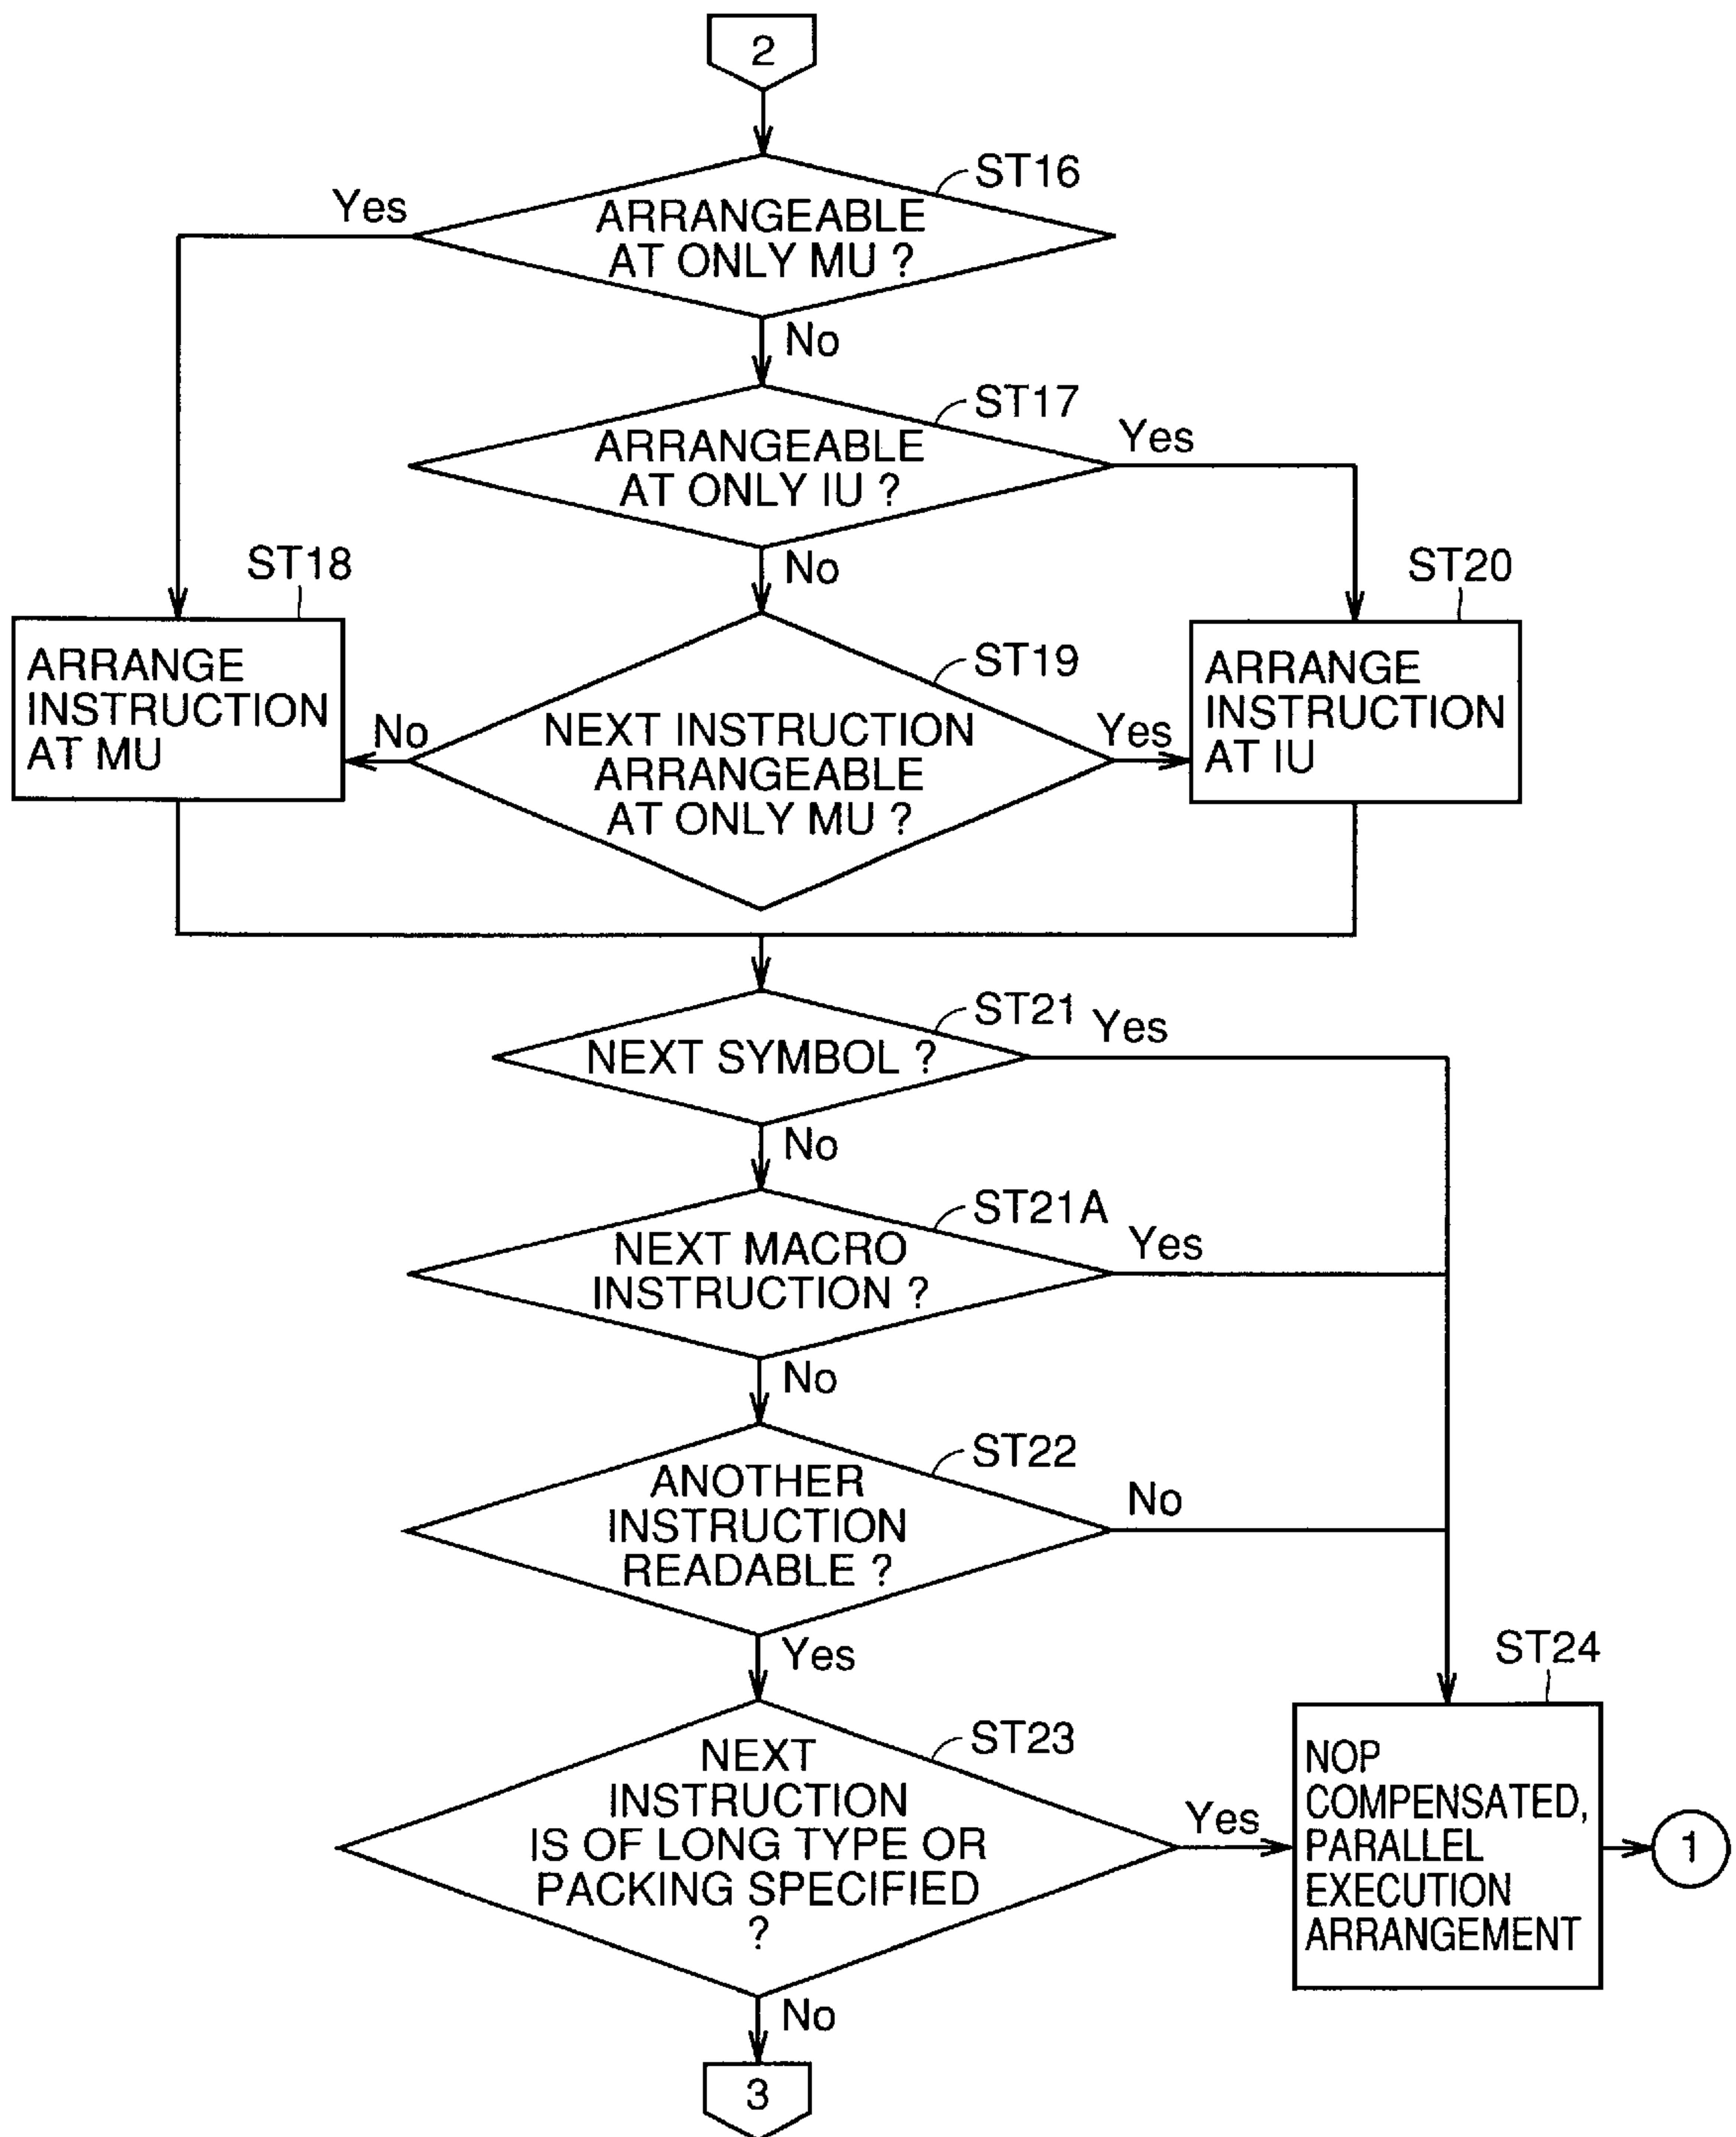 2
ST16
Yes
ARRANGEABLE
AT ONLY MU ?
No
ST17
Yes
ARRANGEABLE
AT ONLY IU ?
No
ST18
ARRANGE
INSTRUCTION
AT MU
ST19
No
NEXT INSTRUCTION
ARRANGEABLE
AT ONLY MU ?
Yes
ST20
ARRANGE
INSTRUCTION
AT IU
ST21
Yes
NEXT SYMBOL ?
No
ST21A
Yes
NEXT MACRO
INSTRUCTION ?
No
ST22
ANOTHER
INSTRUCTION
READABLE ?
No
Yes
ST23
NEXT
INSTRUCTION
IS OF LONG TYPE OR
PACKING SPECIFIED
?
Yes
ST24
NOP
COMPENSATED,
PARALLEL
EXECUTION
ARRANGEMENT
1
No
3